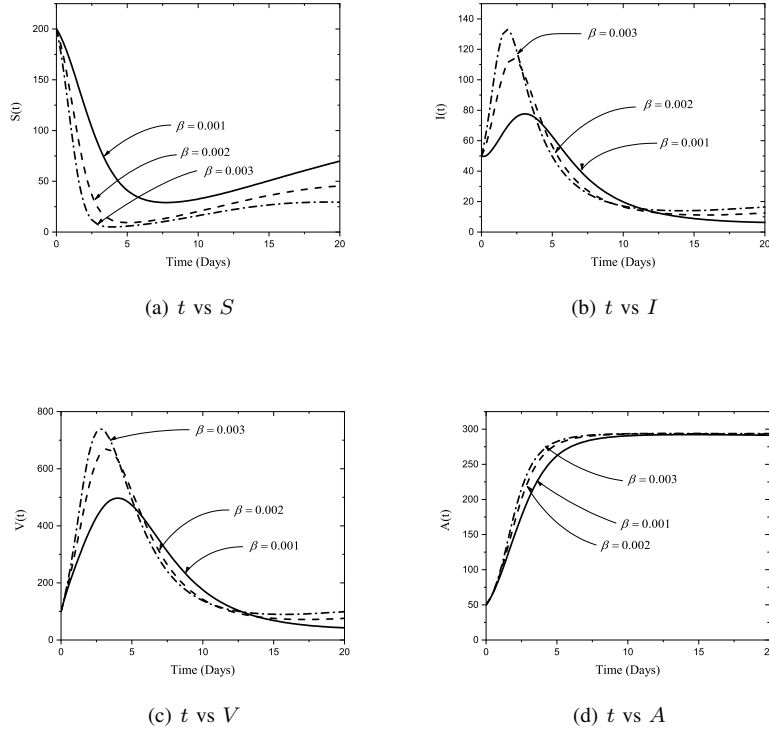 S(t)
200
150
100
50
0
0 5 10 15 20
Time (Days)
β = 0.001
β = 0.002
β = 0.003
(a) t vs S
I(t)
140
120
100
80
60
40
20
0
0 5 10 15 20
Time (Days)
β = 0.003
β = 0.002
β = 0.001
(b) t vs I
V(t)
800
600
400
200
0
0 5 10 15 20
Time (Days)
β = 0.003
β = 0.002
β = 0.001
(c) t vs V
A(t)
300
250
200
150
100
50
0
0 5 10 15 20
Time (Days)
β = 0.003
β = 0.001
β = 0.002
(d) t vs A